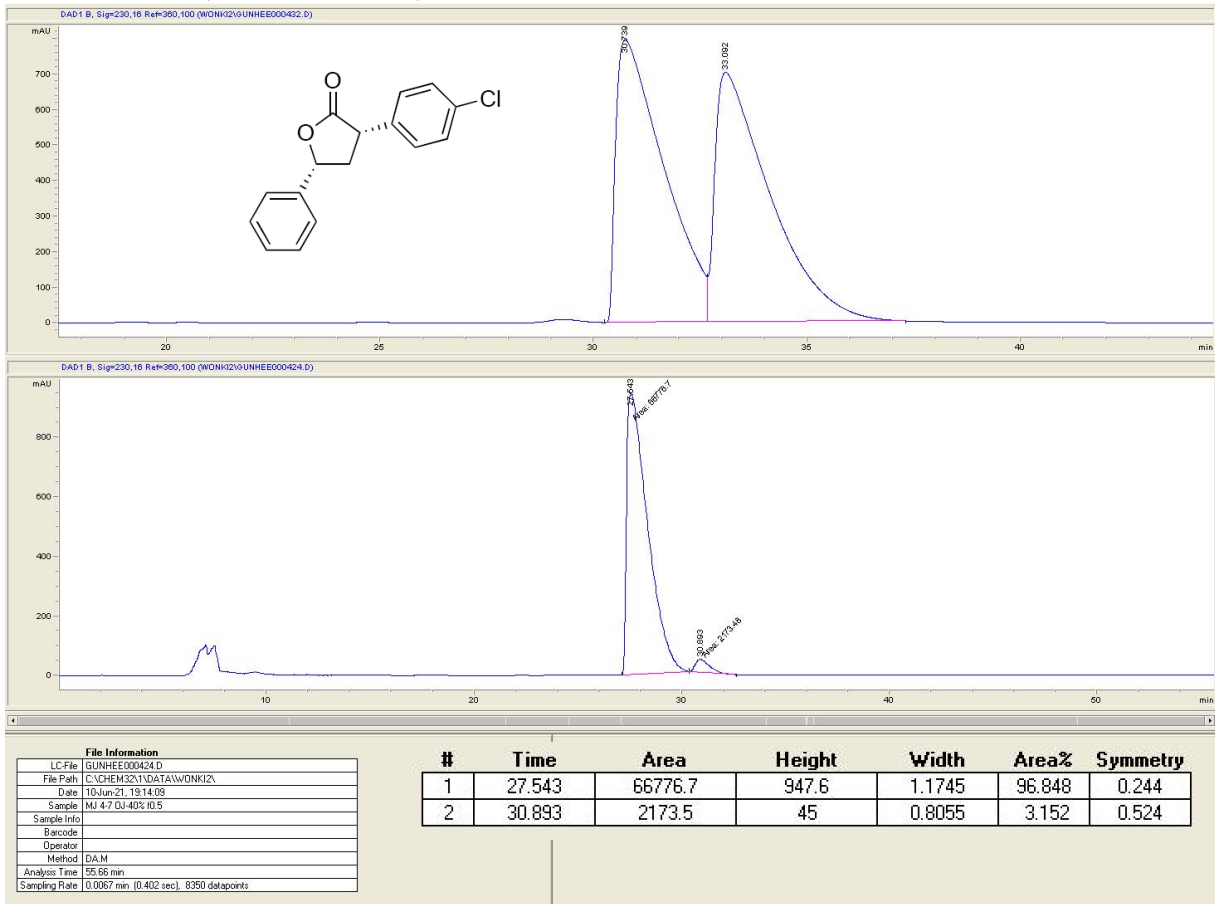 DAD1 B, Sig=230,16 Ref=360,100 (WONKI2\GUNHEE000432.D)
mAU
700
600
500
400
300
200
100
0
30.739
33.092
O
O
Cl
20
25
30
35
40
min
DAD1 B, Sig=230,16 Ref=360,100 (WONKI2\GUNHEE000424.D)
mAU
800
600
400
200
0
27.543
Area: 66776.7
30.893
Area: 2173.48
10
20
30
40
50
min
File Information
LC-File GUNHEE000424.D
File Path C:\CHEM32\1\DATA\WONKI2\
Date 10-Jun-21, 19:14:09
Sample MJ 4-7 OJ-40% f0.5
Sample Info
Barcode
Operator
Method DA.M
Analysis Time 55.66 min
Sampling Rate 0.0067 min (0.402 sec), 8350 datapoints
# Time Area Height Width Area% Symmetry
1 27.543 66776.7 947.6 1.1745 96.848 0.244
2 30.893 2173.5 45 0.8055 3.152 0.524